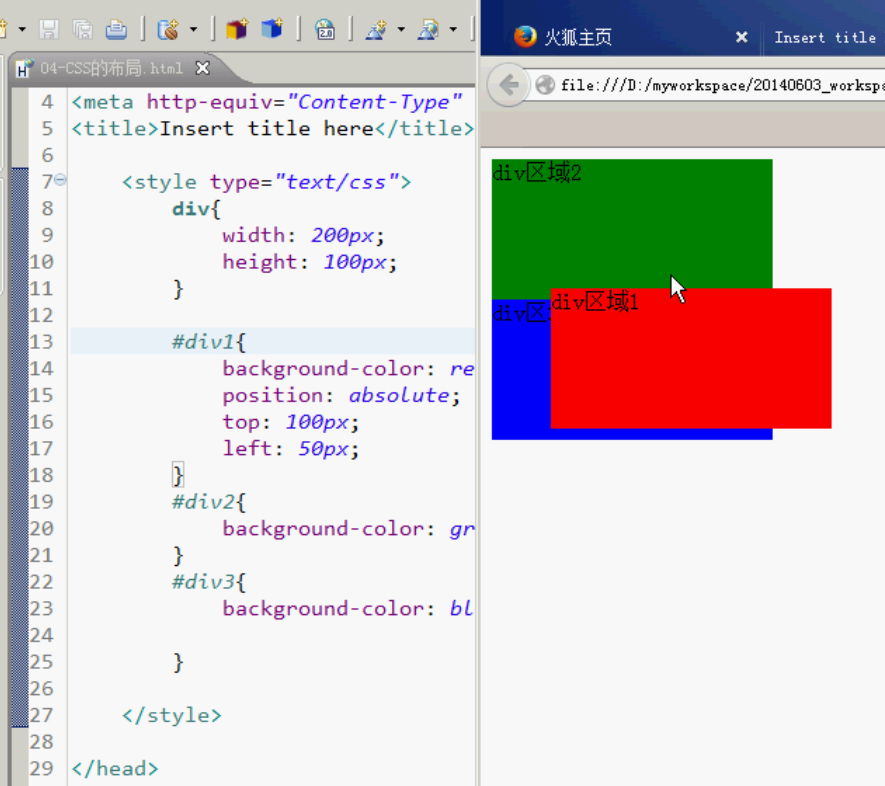 04-CSS的布局.html
4 <meta http-equiv="Content-Type"
5 <title>Insert title here</title>
6
7 <style type="text/css">
8 div{
9 width: 200px;
10 height: 100px;
11 }
12
13 #div1{
14 background-color: re
15 position: absolute;
16 top: 100px;
17 left: 50px;
18 }
19 #div2{
20 background-color: gr
21 }
22 #div3{
23 background-color: bl
24
25 }
26
27 </style>
28
29 </head>
火狐主页
Insert title
file:///D:/myworkspace/20140603_workspa
div区域2
div区域1
div区